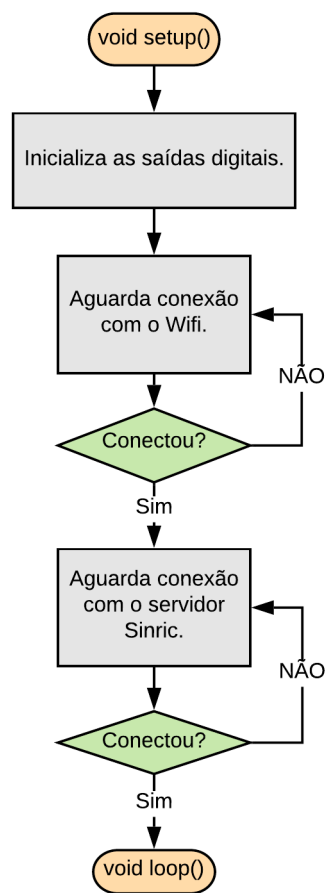 void setup()
Inicializa as saídas digitais.
Aguarda conexão
com o Wifi.
NÃO
Conectou?
Sim
Aguarda conexão
com o servidor
Sinric.
NÃO
Conectou?
Sim
void loop()